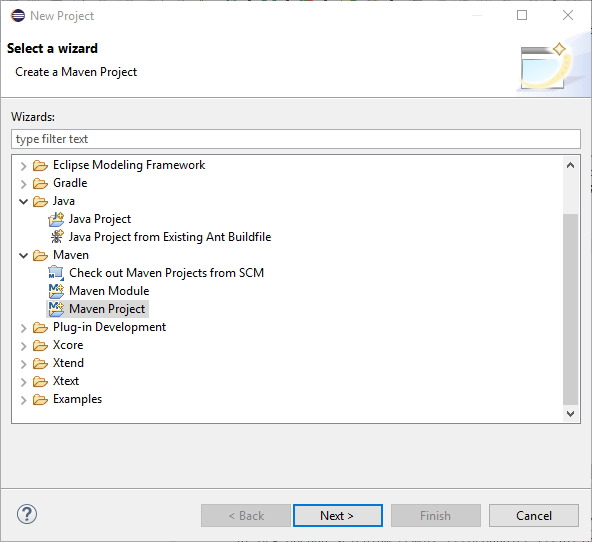 New Project
Select a wizard
Create a Maven Project
Wizards:
type filter text
Eclipse Modeling Framework
Gradle
Java
Java Project
Java Project from Existing Ant Buildfile
Maven
Check out Maven Projects from SCM
Maven Module
Maven Project
Plug-in Development
Xcore
Xtend
Xtext
Examples
? < Back Next > Finish Cancel